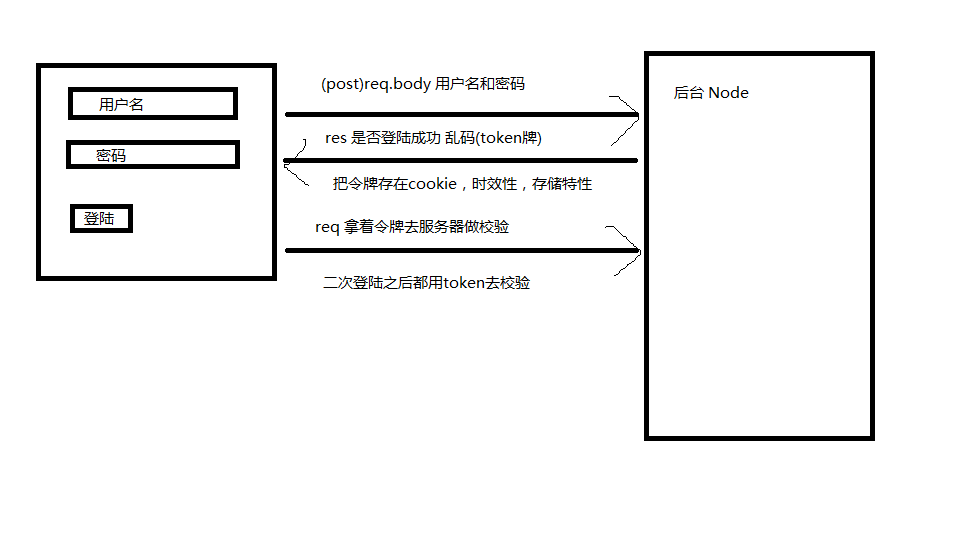 用户名
密码
登陆
(post)req.body 用户名和密码
res 是否登陆成功 乱码(token牌)
把令牌存在cookie，时效性，存储特性
req 拿着令牌去服务器做校验
二次登陆之后都用token去校验
后台 Node